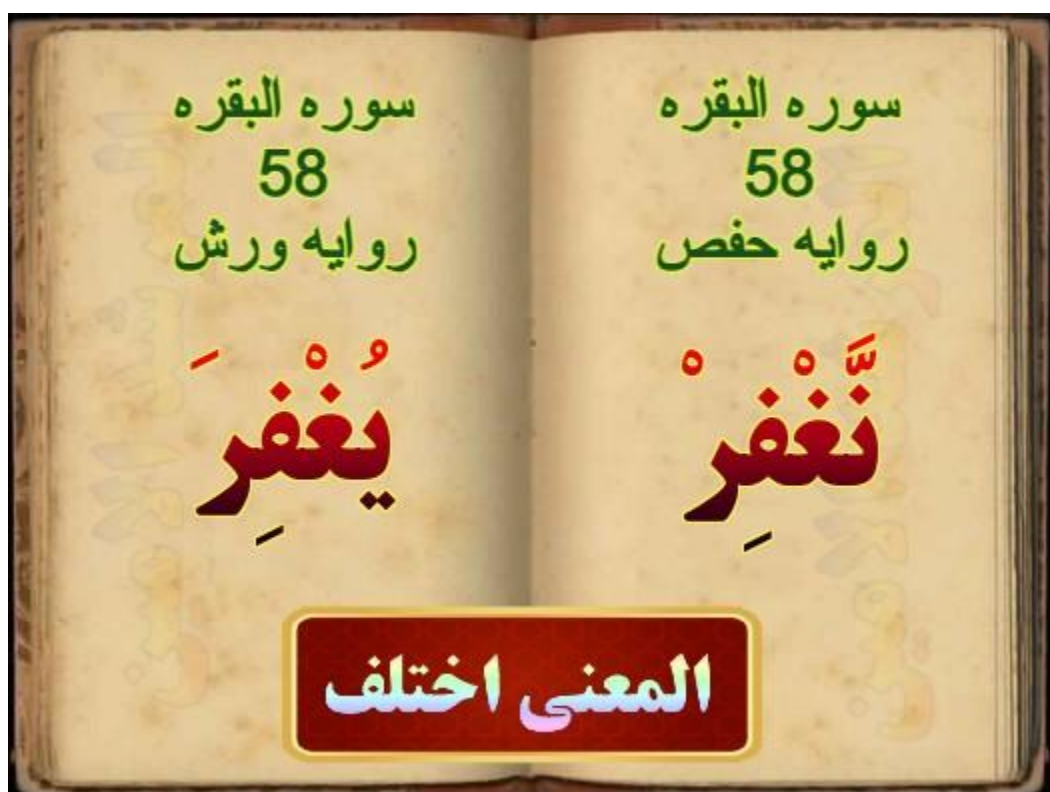 سوره البقره
58
روايه حفص
نَّغْفِرْ
سوره البقره
58
روايه ورش
يُغْفِرَ
المعنى اختلف